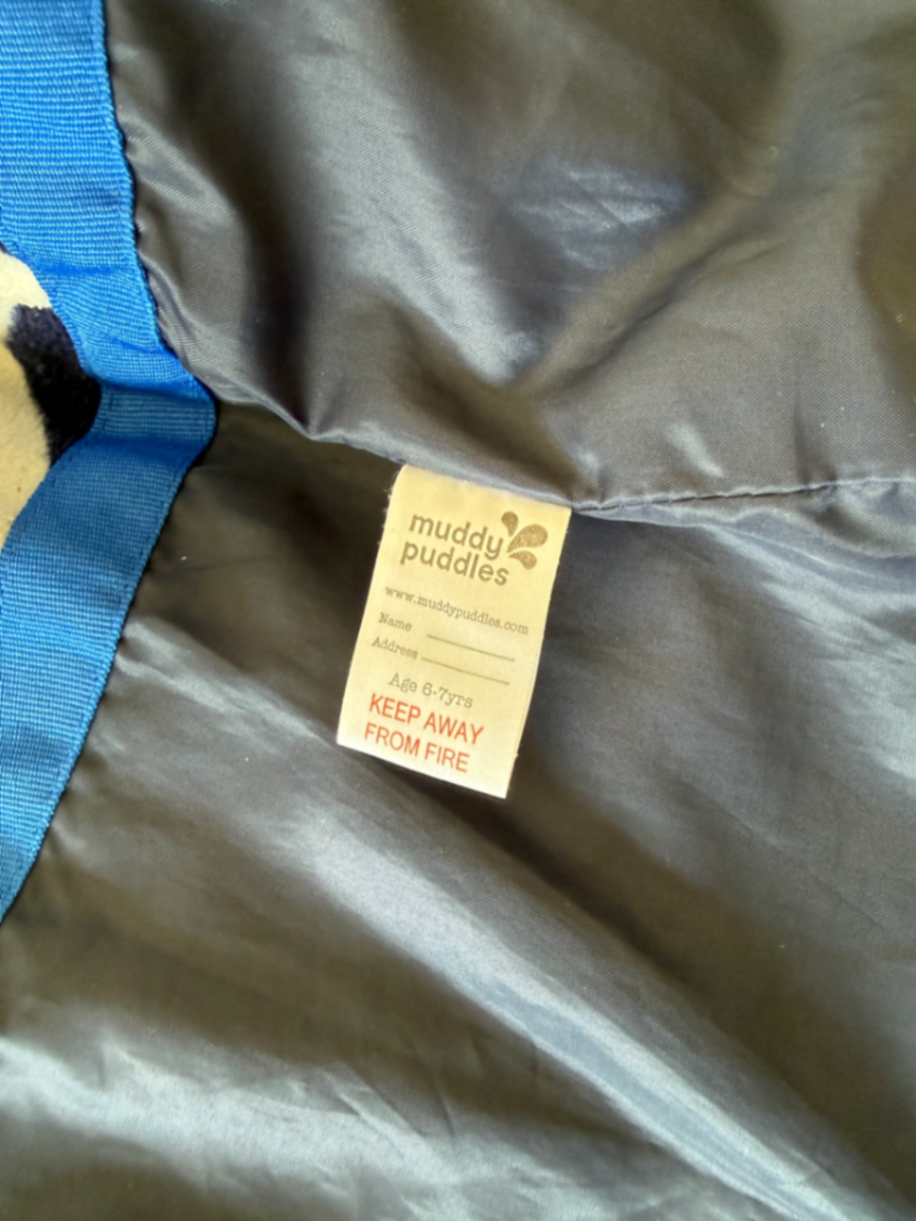 muddy
puddles
www.muddypuddles.com
Name
Address
Age 6-7yrs
KEEP AWAY
FROM FIRE